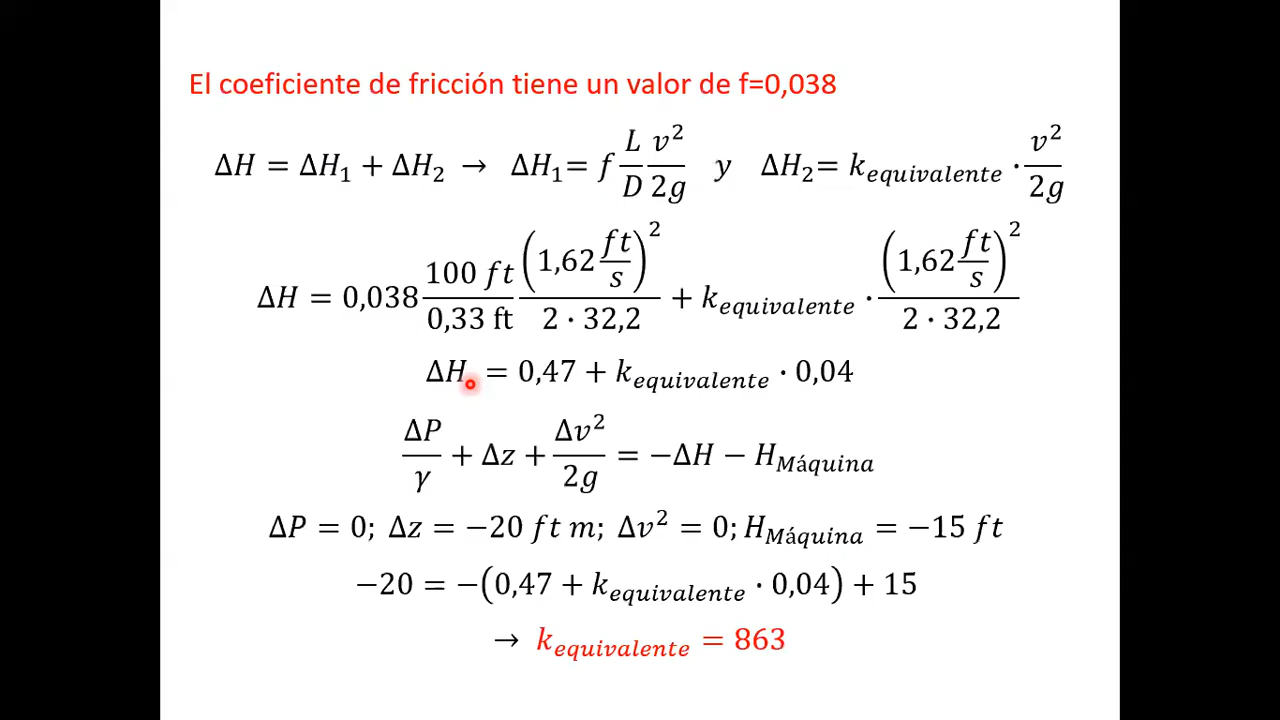 El coeficiente de fricción tiene un valor de f=0,038
ΔH = ΔH₁ + ΔH₂ → ΔH₁= f L/D v²/2g y ΔH₂= k_equivalente · v²/2g
ΔH = 0,038 100 ft/0,33 ft (1,62 ft/s)²/2 · 32,2 + k_equivalente · (1,62 ft/s)²/2 · 32,2
ΔH = 0,47 + k_equivalente · 0,04
ΔP/γ + Δz + Δv²/2g = −ΔH − H_Máquina
ΔP = 0; Δz = −20 ft m; Δv² = 0; H_Máquina = −15 ft
−20 = −(0,47 + k_equivalente · 0,04) + 15
→ k_equivalente = 863